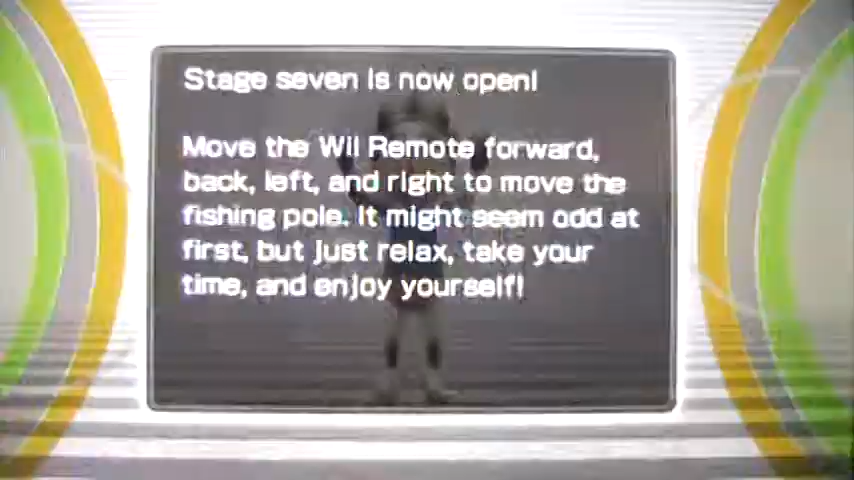 Stage seven is now open!
Move the Wii Remote forward,
back, left, and right to move the
fishing pole. It might seem odd at
first, but just relax, take your
time, and enjoy yourself!